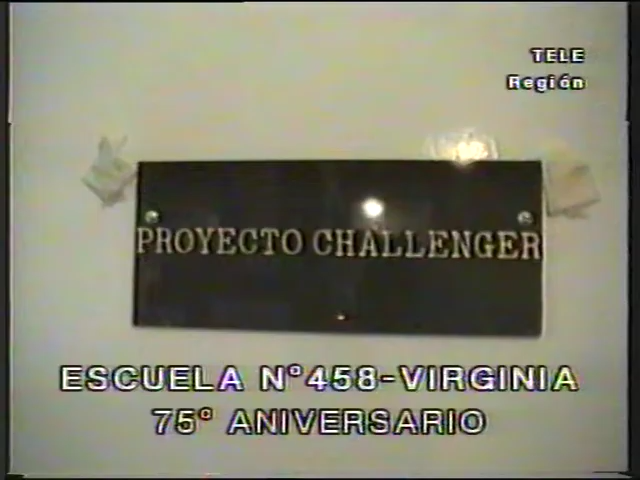 TELE
Región
PROYECTO CHALLENGER
ESCUELA N°458-VIRGINIA
75° ANIVERSARIO